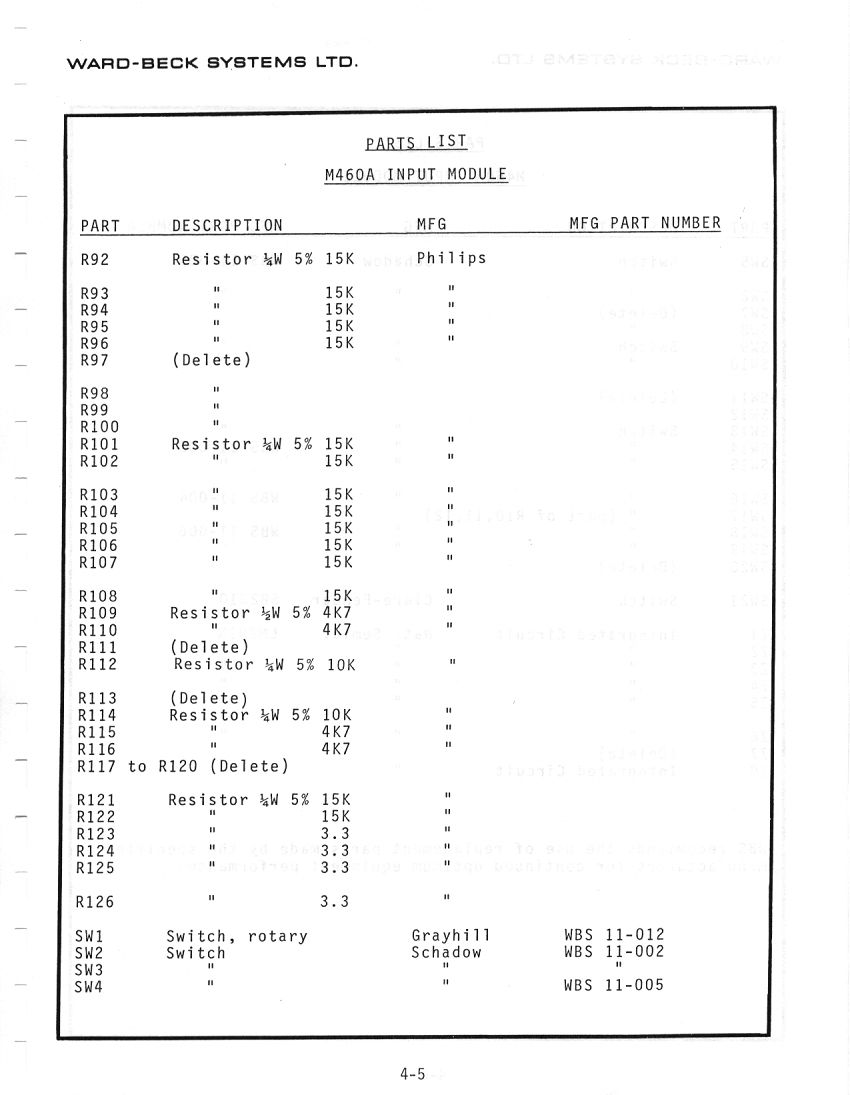 WARD-BECK SYSTEMS LTD.
PARTS LIST
M460A INPUT MODULE
PART DESCRIPTION MFG MFG PART NUMBER
R92 Resistor ¼W 5% 15K Philips
R93 " 15K "
R94 " 15K "
R95 " 15K "
R96 " 15K "
R97 (Delete)
R98 "
R99 "
R100 "
R101 Resistor ¼W 5% 15K "
R102 " 15K "
R103 " 15K "
R104 " 15K "
R105 " 15K "
R106 " 15K "
R107 " 15K "
R108 " 15K "
R109 Resistor ¼W 5% 4K7 "
R110 " 4K7 "
R111 (Delete)
R112 Resistor ¼W 5% 10K "
R113 (Delete)
R114 Resistor ¼W 5% 10K "
R115 " 4K7 "
R116 " 4K7 "
R117 to R120 (Delete)
R121 Resistor ¼W 5% 15K "
R122 " 15K "
R123 " 3.3 "
R124 " 3.3 "
R125 " 3.3 "
R126 " 3.3 "
SW1 Switch, rotary Grayhill WBS 11-012
SW2 Switch Schadow WBS 11-002
SW3 " " "
SW4 " " WBS 11-005
4-5